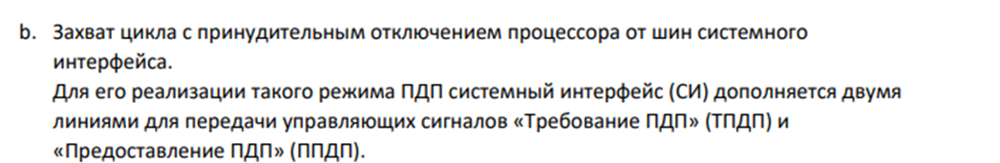 b. Захват цикла с принудительным отключением процессора от шин системного
интерфейса.
Для его реализации такого режима ПДП системный интерфейс (СИ) дополняется двумя
линиями для передачи управляющих сигналов «Требование ПДП» (ТПДП) и
«Предоставление ПДП» (ППДП).